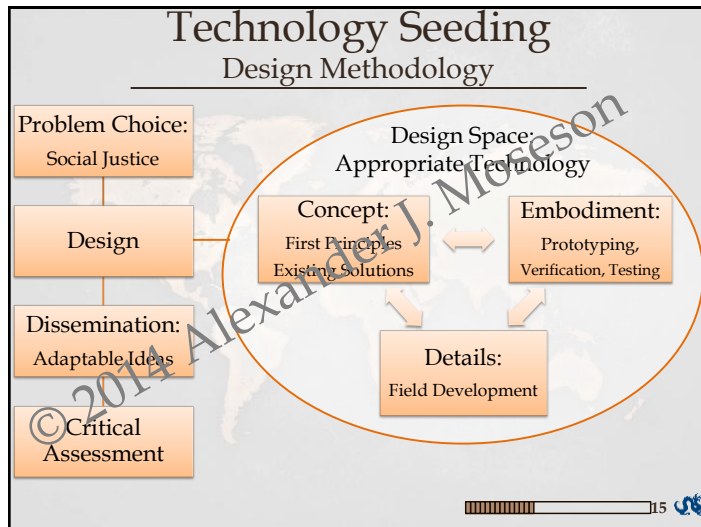 Technology Seeding
Design Methodology
Problem Choice:
Social Justice
Design
Dissemination:
Adaptable Ideas
Critical
Assessment
Design Space:
Appropriate Technology
Concept:
First Principles
Existing Solutions
Embodiment:
Prototyping,
Verification, Testing
Details:
Field Development
© 2014 Alexander J. Moseson
15